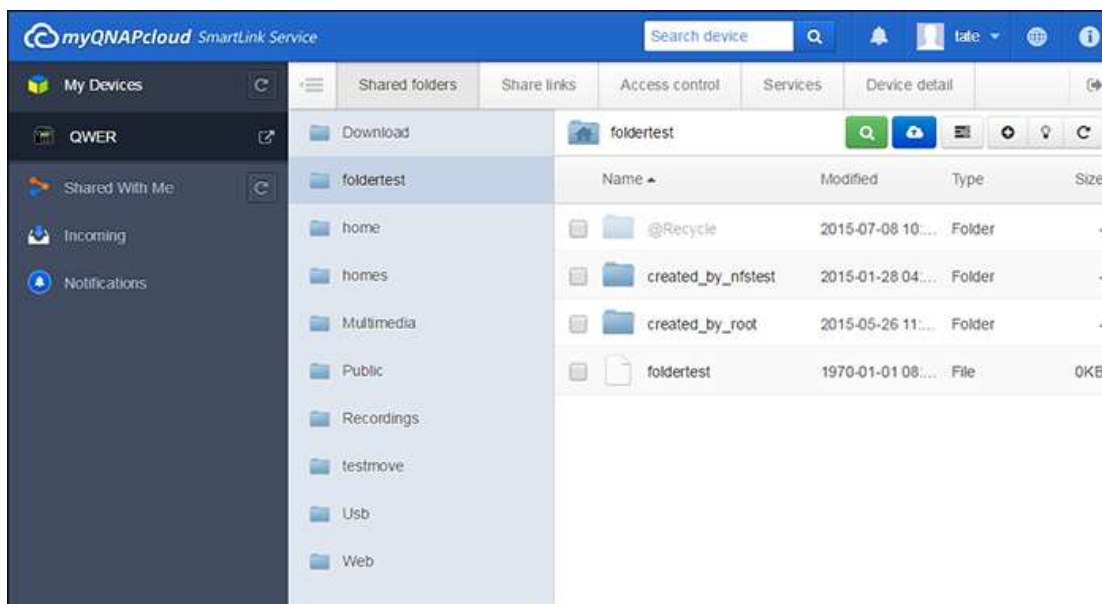 myQNAPcloud SmartLink Service
Search device
tate
My Devices
QWER
Shared With Me
Incoming
Notifications
Shared folders
Share links
Access control
Services
Device detail
Download
foldertest
home
homes
Multimedia
Public
Recordings
testmove
Usb
Web
foldertest
Name Modified Type Size
@Recycle 2015-07-08 10:... Folder
created_by_nfstest 2015-01-28 04:... Folder
created_by_root 2015-05-26 11:... Folder
foldertest 1970-01-01 08:... File 0KB